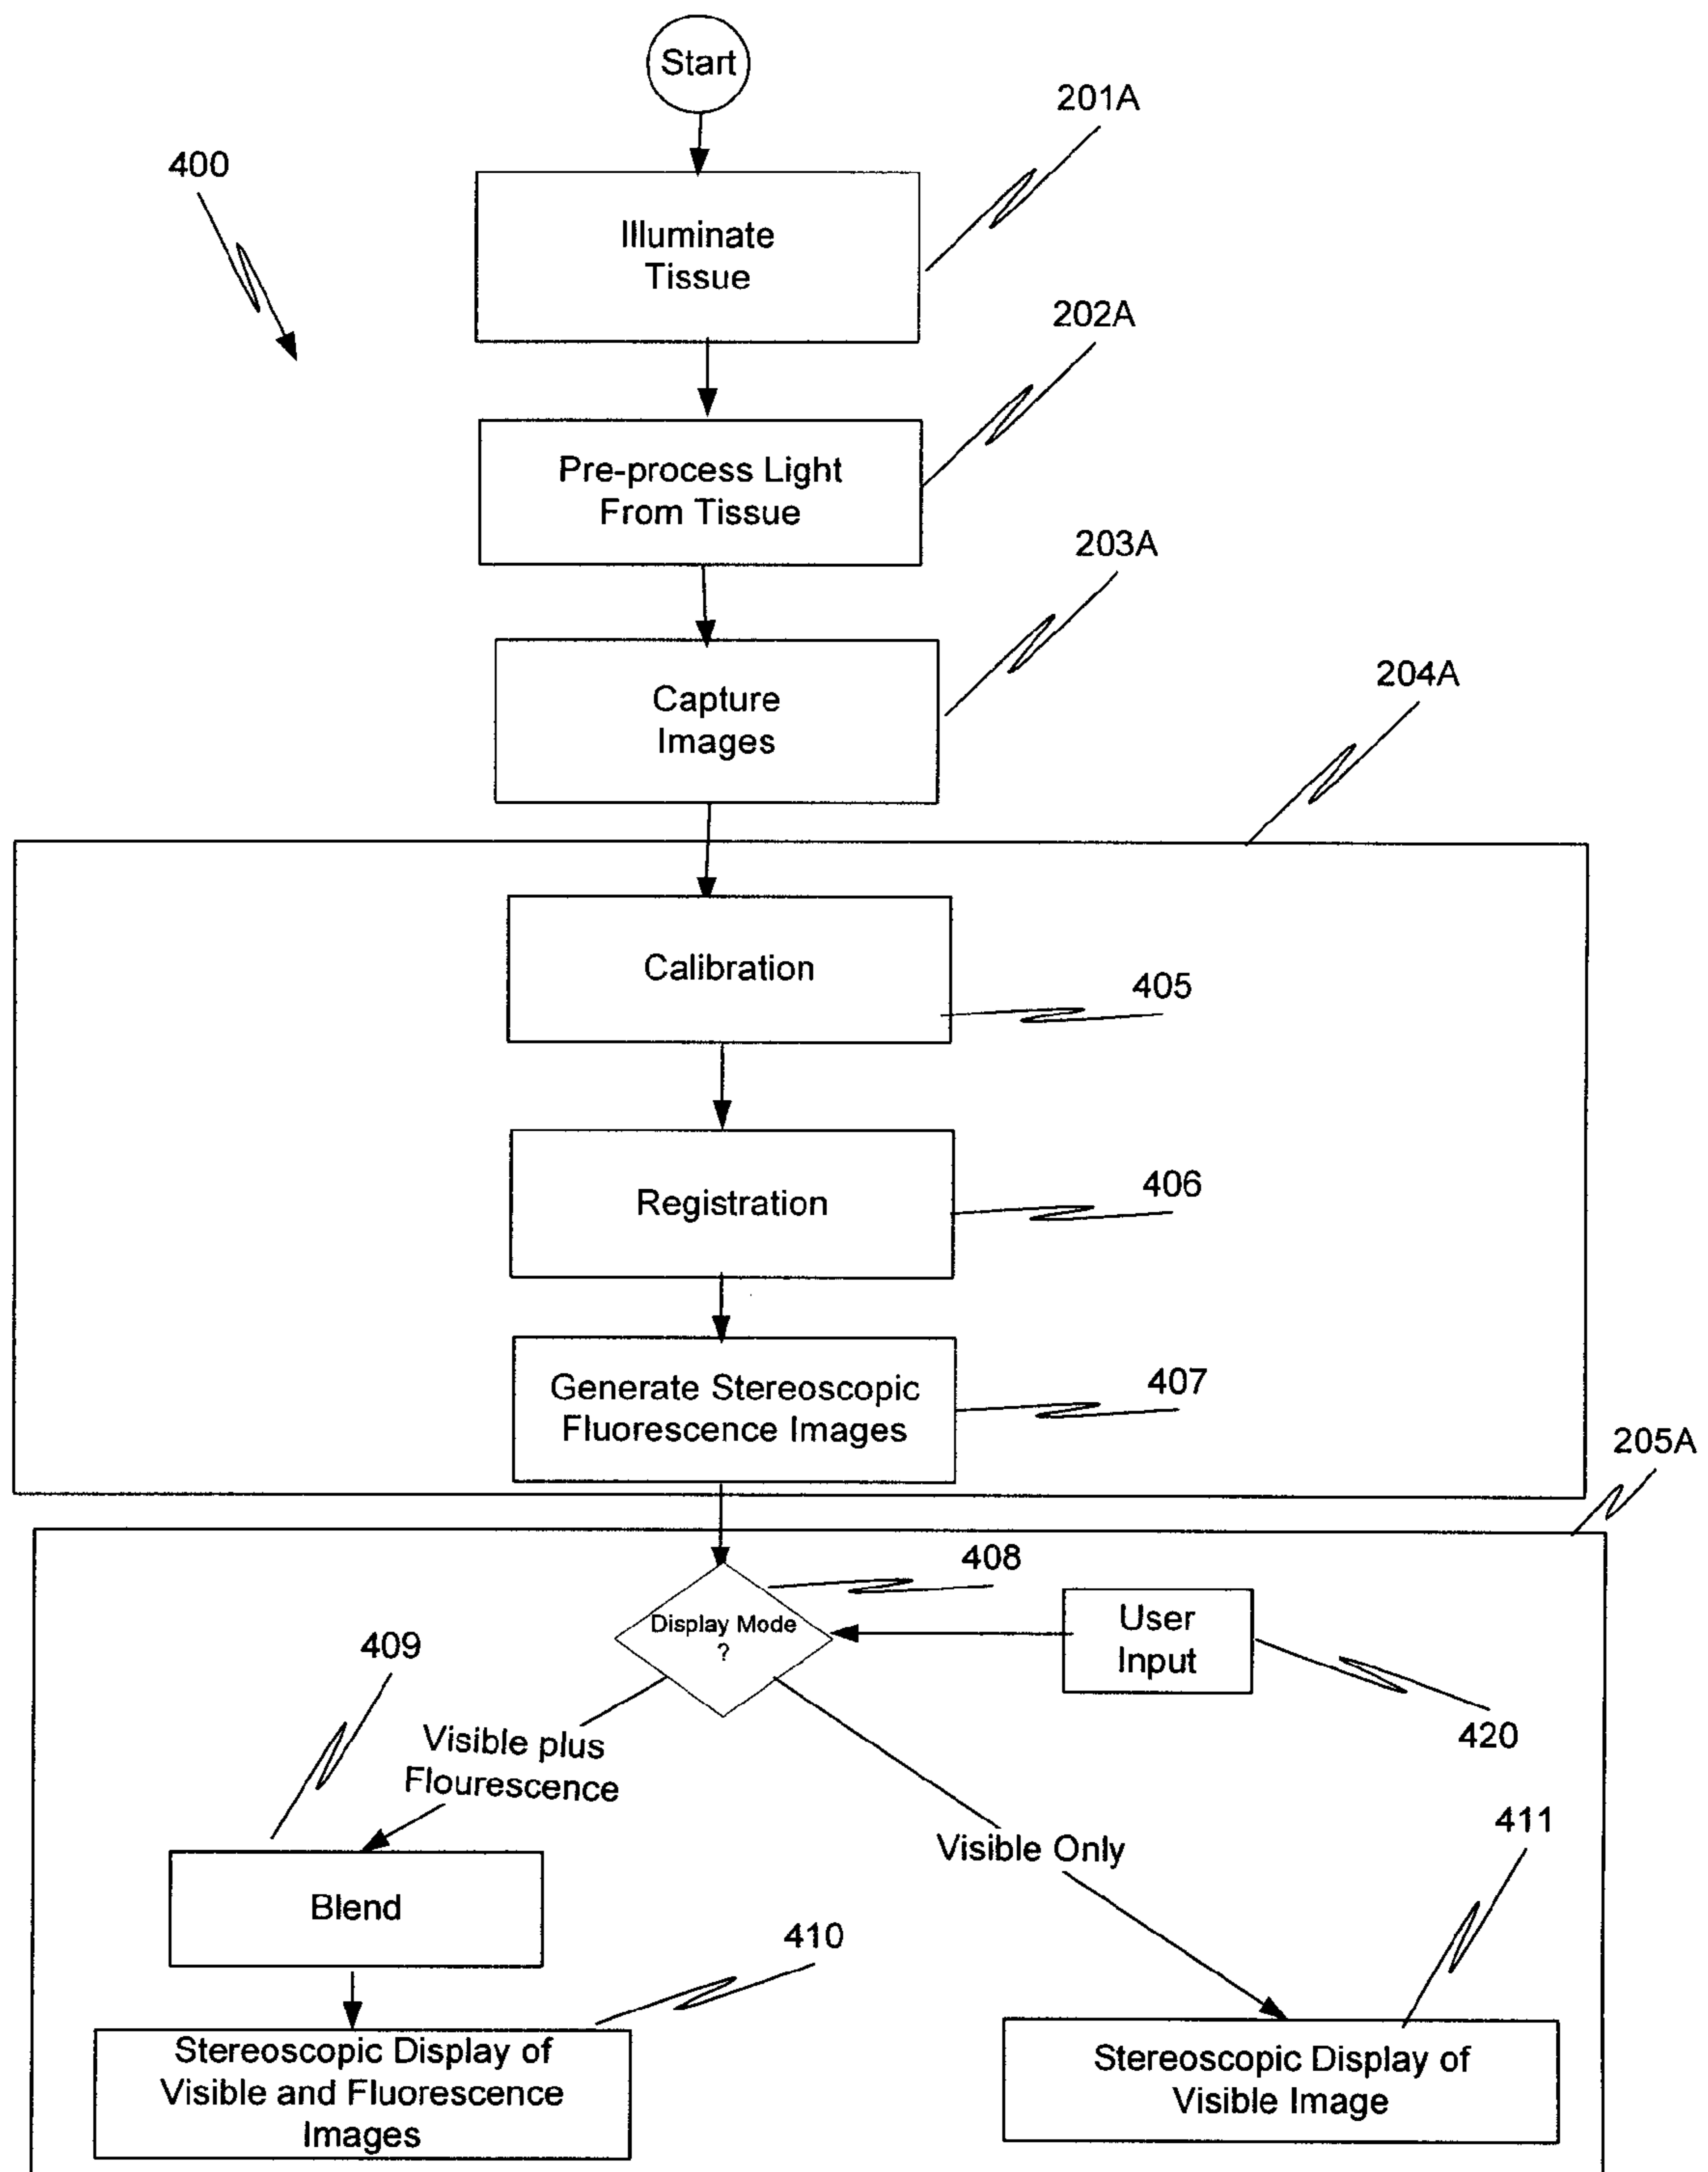 Start
201A
400
Illuminate
Tissue
202A
Pre-process Light
From Tissue
203A
Capture
Images
204A
Calibration
405
Registration
406
Generate Stereoscopic
Fluorescence Images
407
205A
408
Display Mode
?
User
Input
420
409
Visible plus
Flourescence
Visible Only
411
Blend
410
Stereoscopic Display of
Visible and Fluorescence
Images
Stereoscopic Display of
Visible Image